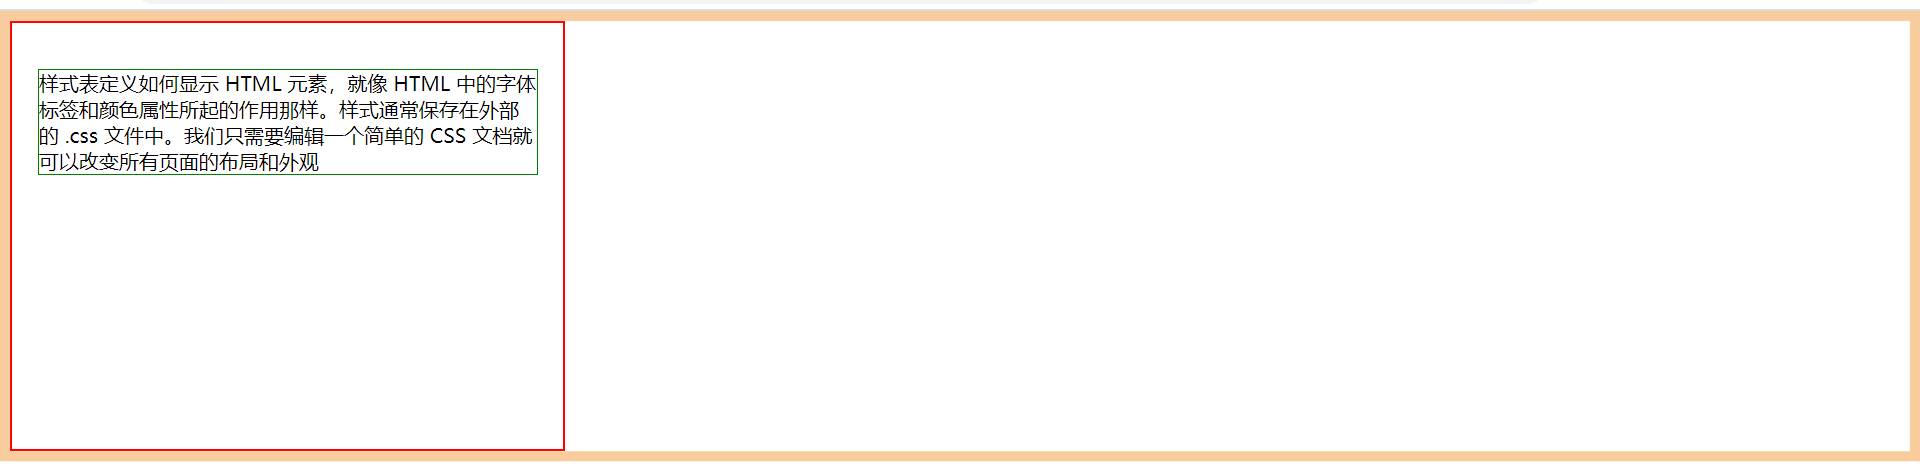 样式表定义如何显示 HTML 元素，就像 HTML 中的字体
标签和颜色属性所起的作用那样。样式通常保存在外部
的 .css 文件中。我们只需要编辑一个简单的 CSS 文档就
可以改变所有页面的布局和外观